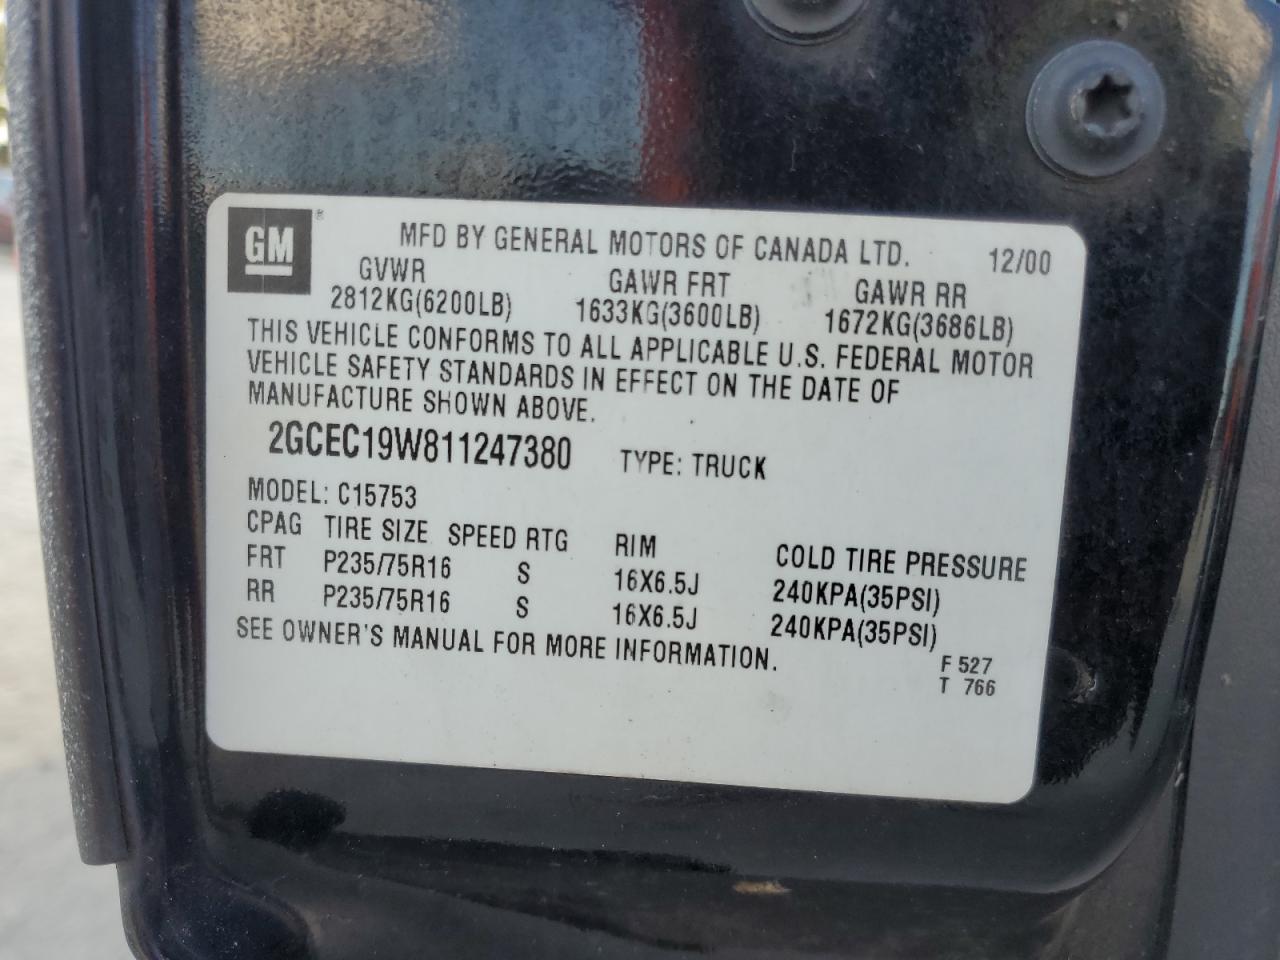 GM®
MFD BY GENERAL MOTORS OF CANADA LTD. 12/00
GVWR GAWR FRT GAWR RR
2812KG(6200LB) 1633KG(3600LB) 1672KG(3686LB)
THIS VEHICLE CONFORMS TO ALL APPLICABLE U.S. FEDERAL MOTOR
VEHICLE SAFETY STANDARDS IN EFFECT ON THE DATE OF
MANUFACTURE SHOWN ABOVE.
2GCEC19W811247380 TYPE: TRUCK
MODEL: C15753
CPAG TIRE SIZE SPEED RTG RIM COLD TIRE PRESSURE
FRT P235/75R16 S 16X6.5J 240KPA(35PSI)
RR P235/75R16 S 16X6.5J 240KPA(35PSI)
SEE OWNER'S MANUAL FOR MORE INFORMATION.
F 527
T 766